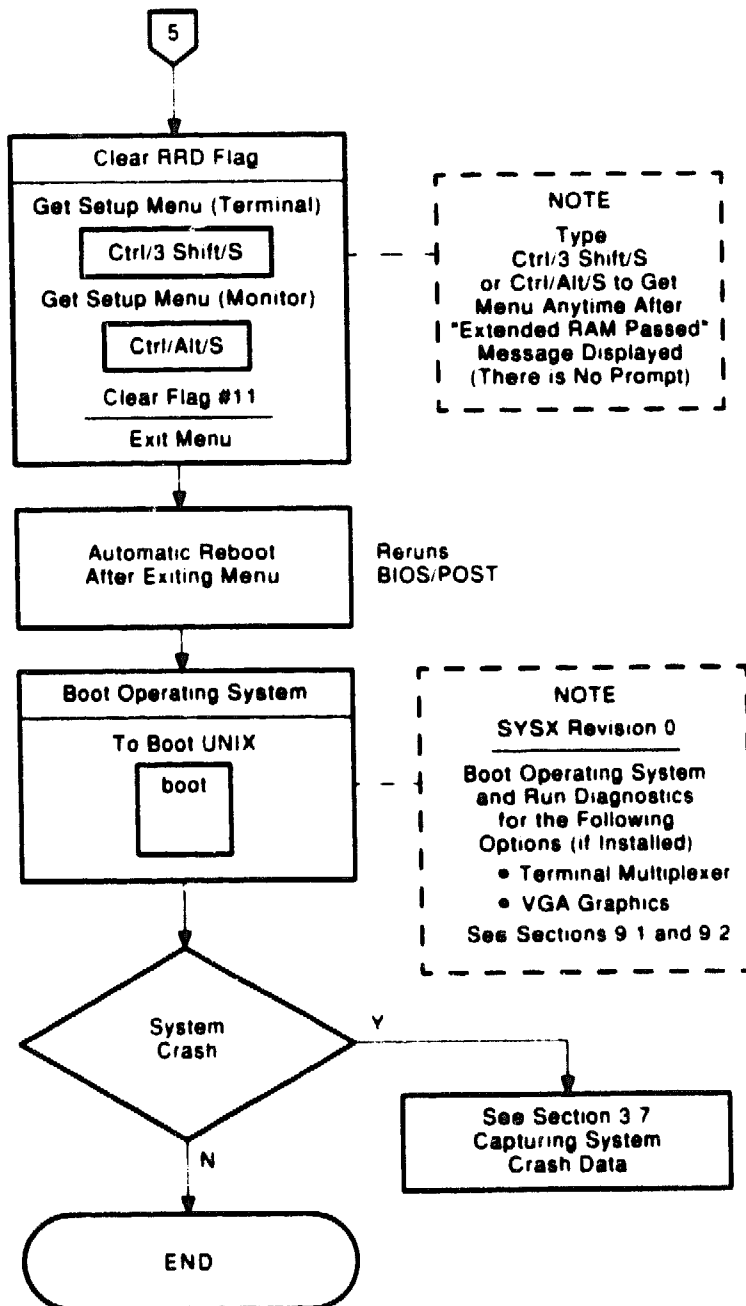 5
Clear RRD Flag
Get Setup Menu (Terminal)
Ctrl/3 Shift/S
Get Setup Menu (Monitor)
Ctrl/Alt/S
Clear Flag #11
Exit Menu
NOTE
Type
Ctrl/3 Shift/S
or Ctrl/Alt/S to Get
Menu Anytime After
"Extended RAM Passed"
Message Displayed
(There is No Prompt)
Automatic Reboot
After Exiting Menu
Reruns
BIOS/POST
Boot Operating System
To Boot UNIX
boot
NOTE
SYSX Revision 0
Boot Operating System
and Run Diagnostics
for the Following
Options (if Installed)
• Terminal Multiplexer
• VGA Graphics
See Sections 9 1 and 9 2
System
Crash
Y
See Section 3 7
Capturing System
Crash Data
N
END